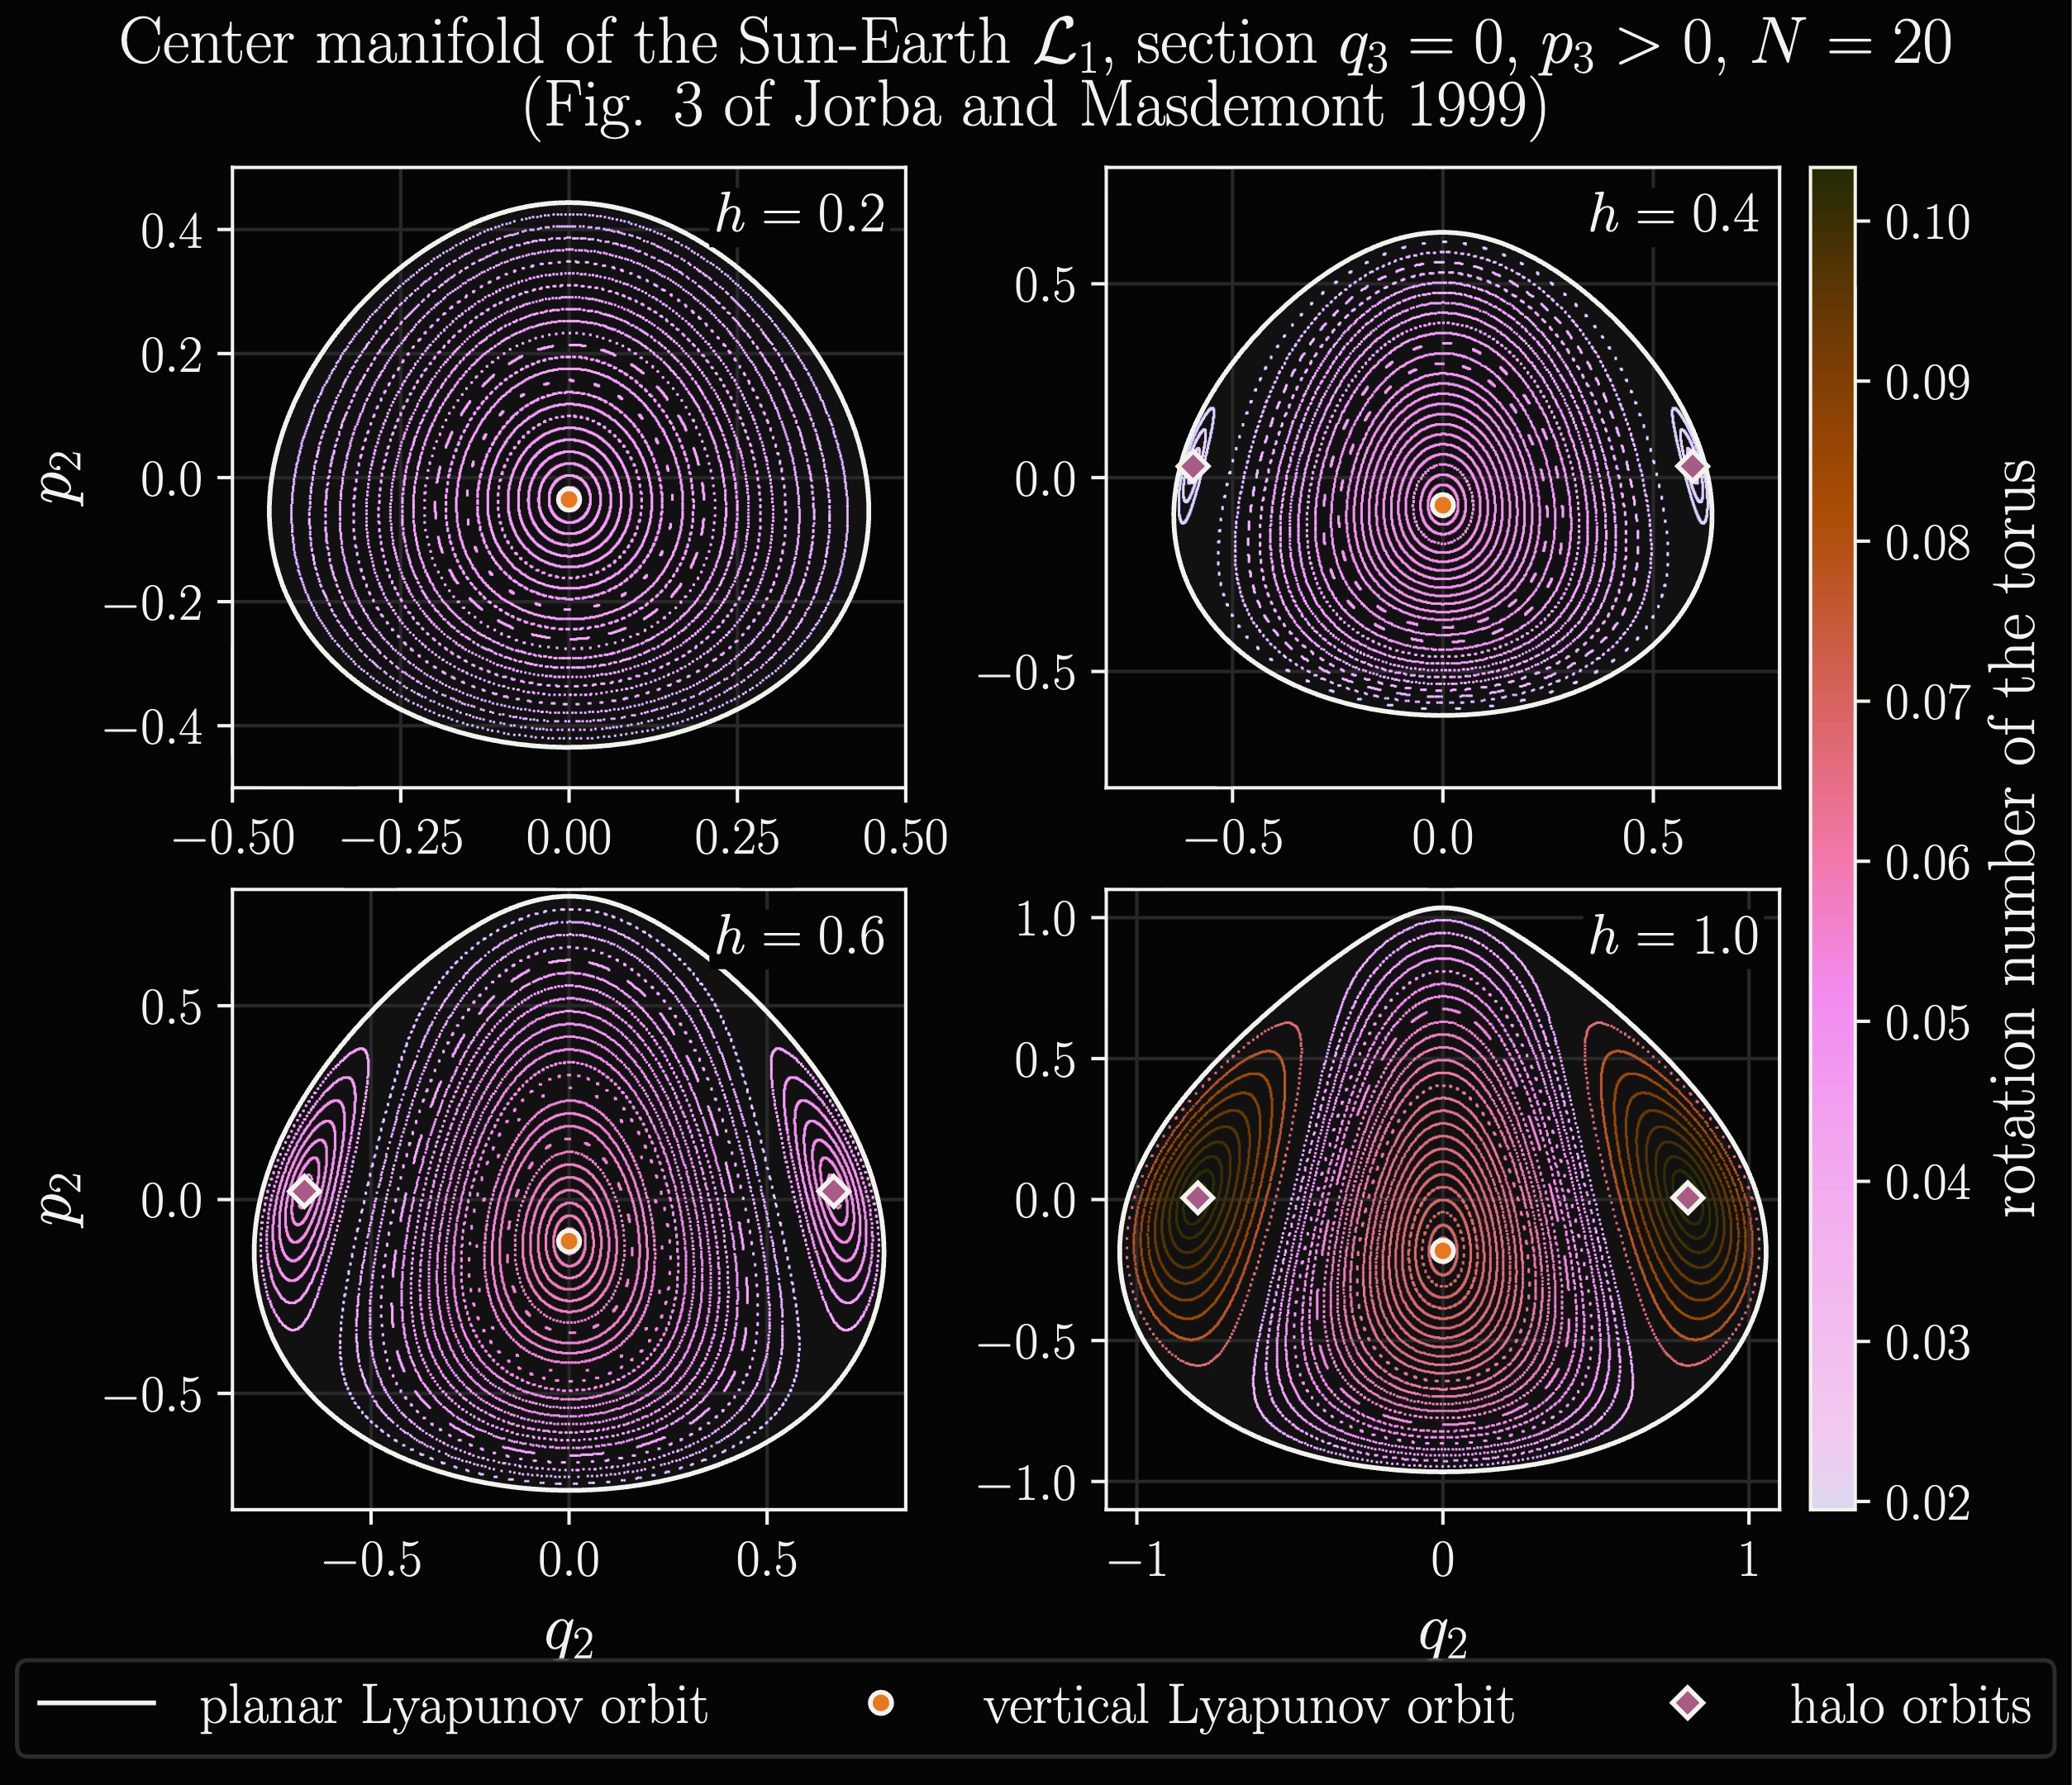 Center manifold of the Sun-Earth 𝓛₁, section q₃ = 0, p₃ > 0, N = 20
(Fig. 3 of Jorba and Masdemont 1999)
h = 0.2
p₂
0.4
0.2
0.0
−0.2
−0.4
−0.50 −0.25 0.00 0.25 0.50
h = 0.4
0.5
0.0
−0.5
−0.5 0.0 0.5
h = 0.6
p₂
0.5
0.0
−0.5
−0.5 0.0 0.5
q₂
h = 1.0
1.0
0.5
0.0
−0.5
−1.0
−1 0 1
q₂
0.10
0.09
0.08
0.07
0.06
0.05
0.04
0.03
0.02
rotation number of the torus
planar Lyapunov orbit
vertical Lyapunov orbit
halo orbits